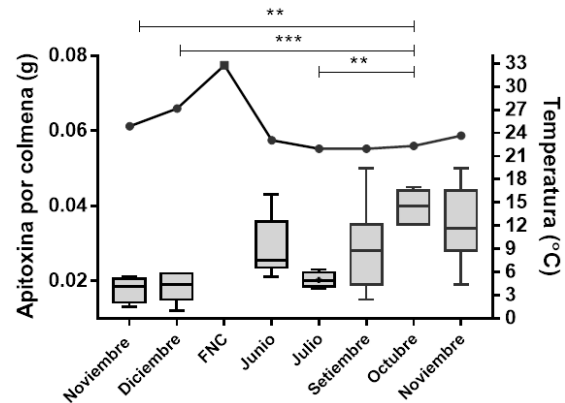 **
***
**
Apitoxina por colmena (g)
0.08
0.06
0.04
0.02
33
30
27
24
21
18
15
12
9
6
3
0
Temperatura (°C)
Noviembre
Diciembre
FNC
Junio
Julio
Setiembre
Octubre
Noviembre